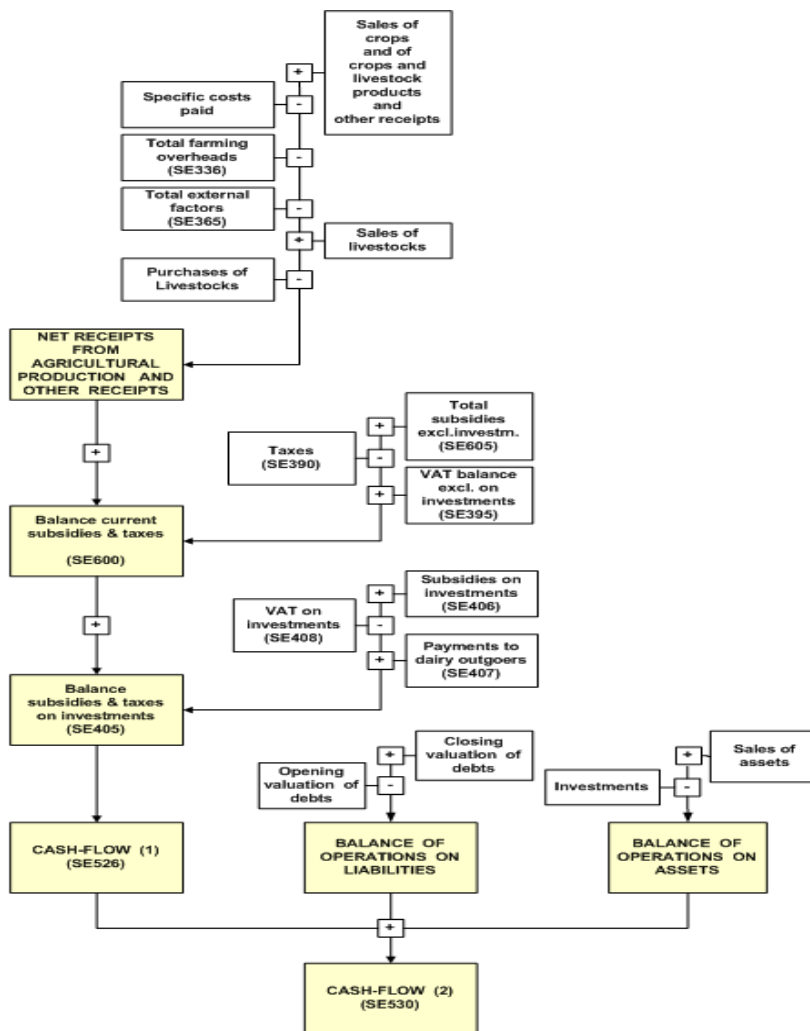 Sales of
crops
and of
crops and
livestock
products
and
other receipts
+
Specific costs
paid
-
Total farming
overheads
(SE336)
-
Total external
factors
(SE365)
-
+
Sales of
livestocks
Purchases of
Livestocks
-
NET RECEIPTS
FROM
AGRICULTURAL
PRODUCTION AND
OTHER RECEIPTS
+
Total
subsidies
excl.investm.
(SE605)
+
Taxes
(SE390)
-
+
VAT balance
excl. on
investments
(SE395)
Balance current
subsidies & taxes
(SE600)
+
Subsidies on
investments
(SE406)
+
VAT on
investments
(SE408)
-
+
Payments to
dairy outgoers
(SE407)
Balance
subsidies & taxes
on investments
(SE405)
+
Closing
valuation of
debts
Opening
valuation of
debts
-
+
Sales of
assets
Investments
-
CASH-FLOW (1)
(SE526)
BALANCE OF
OPERATIONS ON
LIABILITIES
BALANCE OF
OPERATIONS ON
ASSETS
+
CASH-FLOW (2)
(SE530)